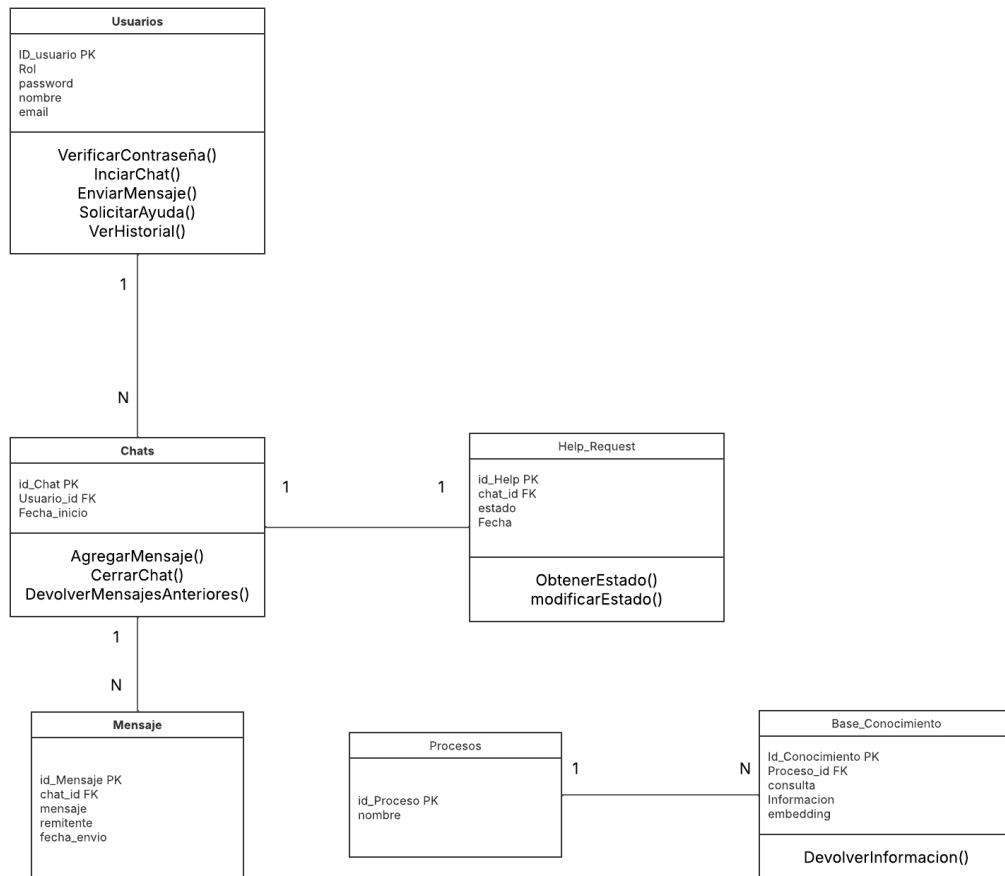 Usuarios
ID_usuario PK
Rol
password
nombre
email
VerificarContraseña()
InciarChat()
EnviarMensaje()
SolicitarAyuda()
VerHistorial()
1
N
Chats
id_Chat PK
Usuario_id FK
Fecha_inicio
AgregarMensaje()
CerrarChat()
DevolverMensajesAnteriores()
1
1
Help_Request
id_Help PK
chat_id FK
estado
Fecha
ObtenerEstado()
modificarEstado()
1
N
Mensaje
id_Mensaje PK
chat_id FK
mensaje
remitente
fecha_envio
Procesos
id_Proceso PK
nombre
1
N
Base_Conocimiento
Id_Conocimiento PK
Proceso_id FK
consulta
Informacion
embedding
DevolverInformacion()